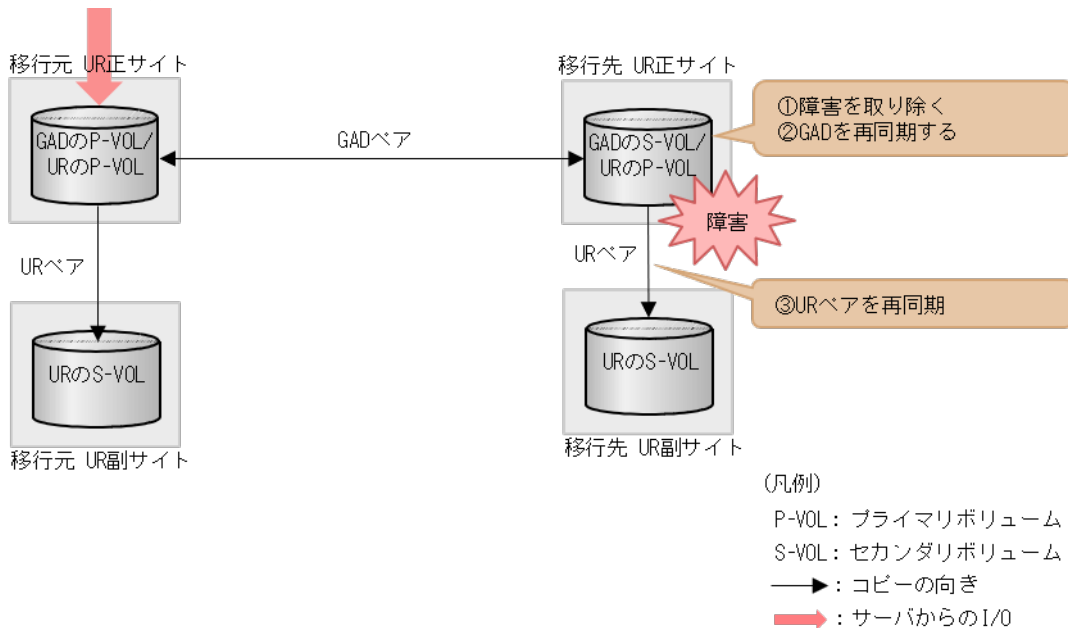 移行元 UR正サイト
GADのP-VOL/
URのP-VOL
GADペア
移行先 UR正サイト
GADのS-VOL/
URのP-VOL
①障害を取り除く
②GADを再同期する
障害
URペア
URペア
③URペアを再同期
URのS-VOL
移行元 UR副サイト
URのS-VOL
移行先 UR副サイト
(凡例)
P-VOL: プライマリボリューム
S-VOL: セカンダリボリューム
: コピーの向き
: サーバからのI/O